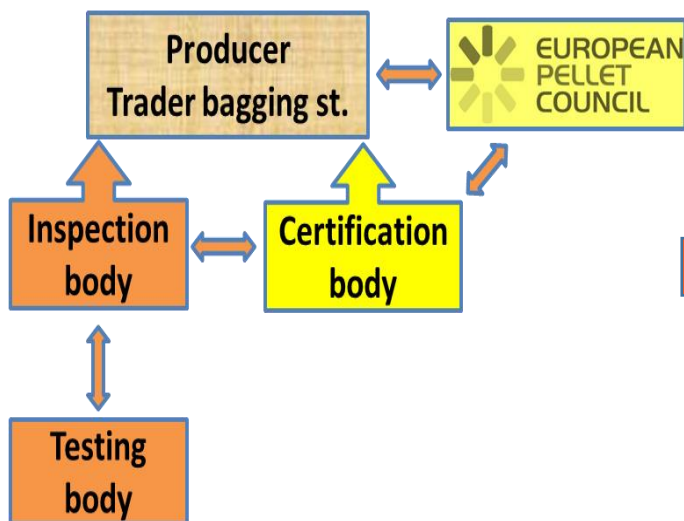 Producer
Trader bagging st.
EUROPEAN
PELLET
COUNCIL
Inspection
body
Certification
body
Testing
body